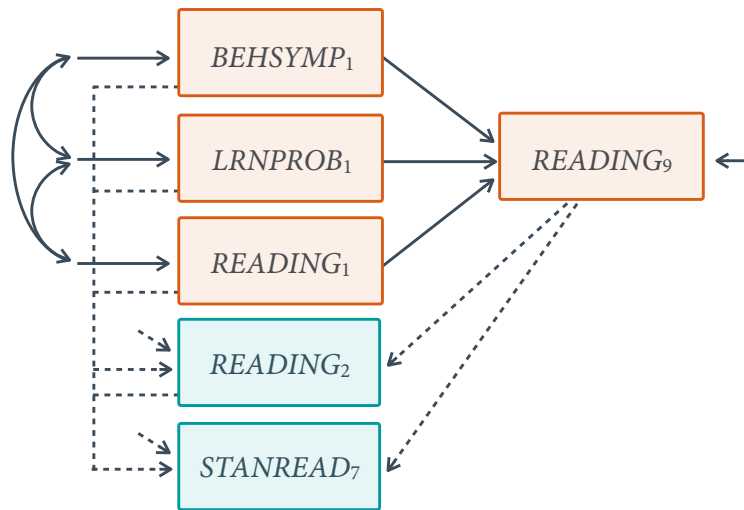 BEHSYMP₁
LRNPROB₁
READING₉
READING₁
READING₂
STANREAD₇